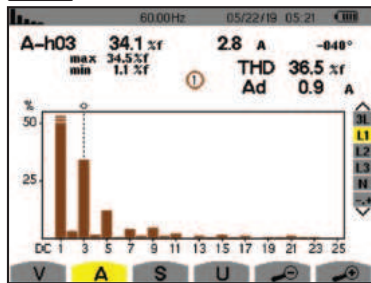 60.00Hz 05/22/19 05:21
A-h03 34.1 %f 2.8 A -048°
max 34.5%f
min 1.1 %f
1
THD 36.5 %f
Ad 0.9 A
%
50
25
3L
L1
L2
L3
N
DC 1 3 5 7 9 11 13 15 17 19 21 23 25
V A S U